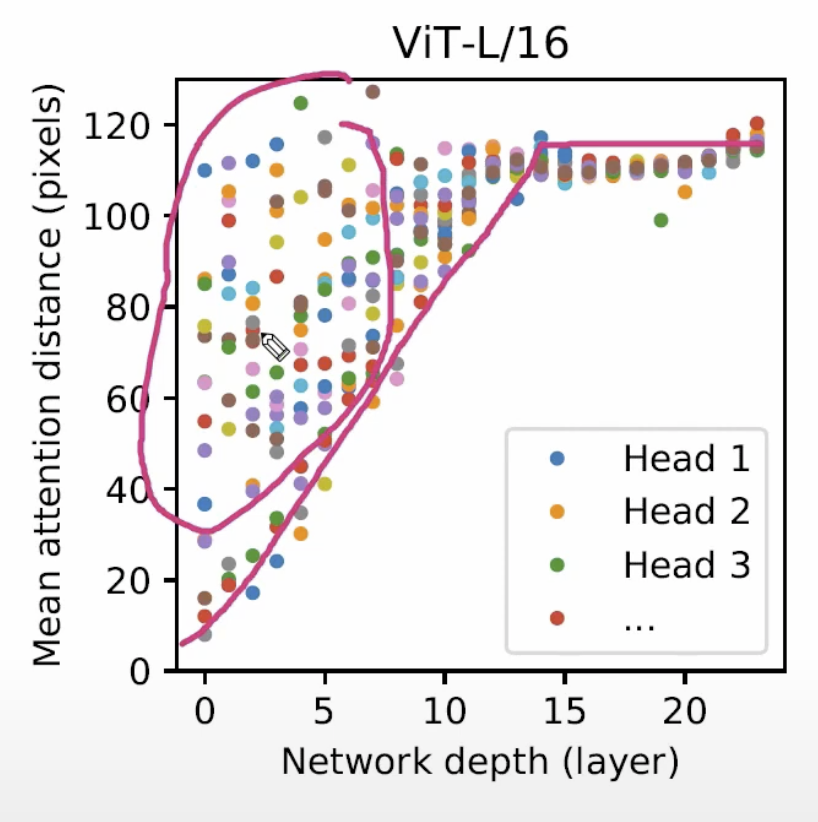 ViT-L/16
Mean attention distance (pixels)
120
100
80
60
40
20
0
0 5 10 15 20
Network depth (layer)
Head 1
Head 2
Head 3
...